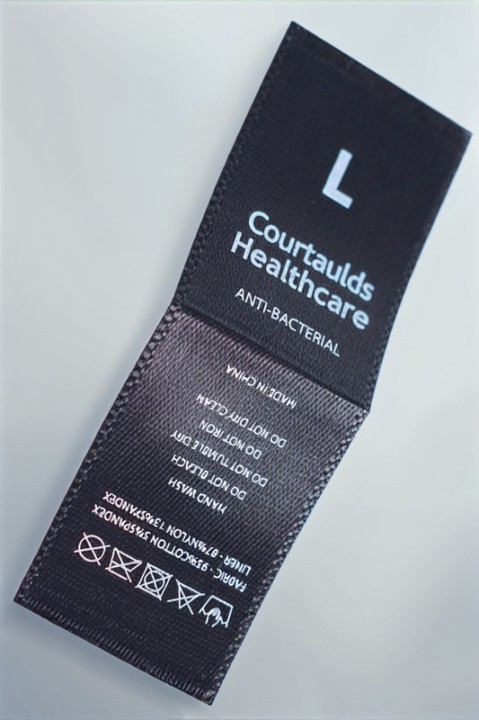 L
Courtaulds
Healthcare
ANTI-BACTERIAL
FABRIC - 95%COTTON 5%SPANDEX
LINER - 87%NYLON 13%SPANDEX
HAND WASH
DO NOT BLEACH
DO NOT TUMBLE DRY
DO NOT IRON
DO NOT DRY CLEAN
MADE IN CHINA